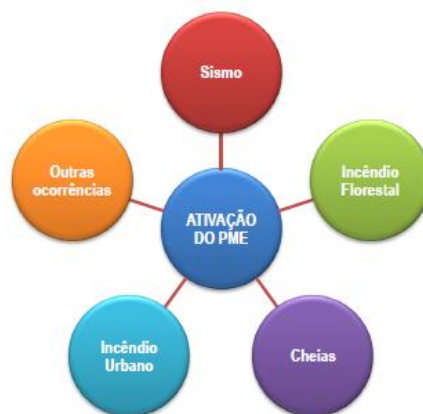 Sismo
Outras
ocorrências
Incêndio
Florestal
ATIVAÇÃO
DO PME
Incêndio
Urbano
Cheias